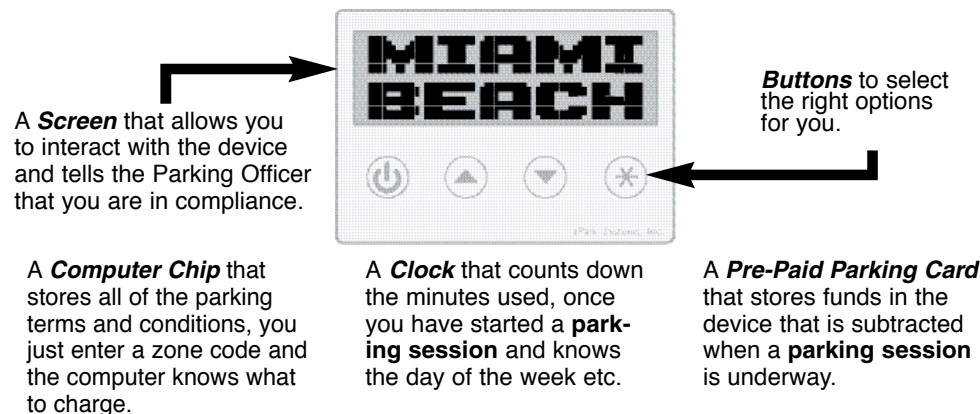 MIAMI
BEACH
A Screen that allows you
to interact with the device
and tells the Parking Officer
that you are in compliance.
Buttons to select
the right options
for you.
ePark Systems, Inc.
A Computer Chip that
stores all of the parking
terms and conditions, you
just enter a zone code and
the computer knows what
to charge.
A Clock that counts down
the minutes used, once
you have started a park-
ing session and knows
the day of the week etc.
A Pre-Paid Parking Card
that stores funds in the
device that is subtracted
when a parking session
is underway.